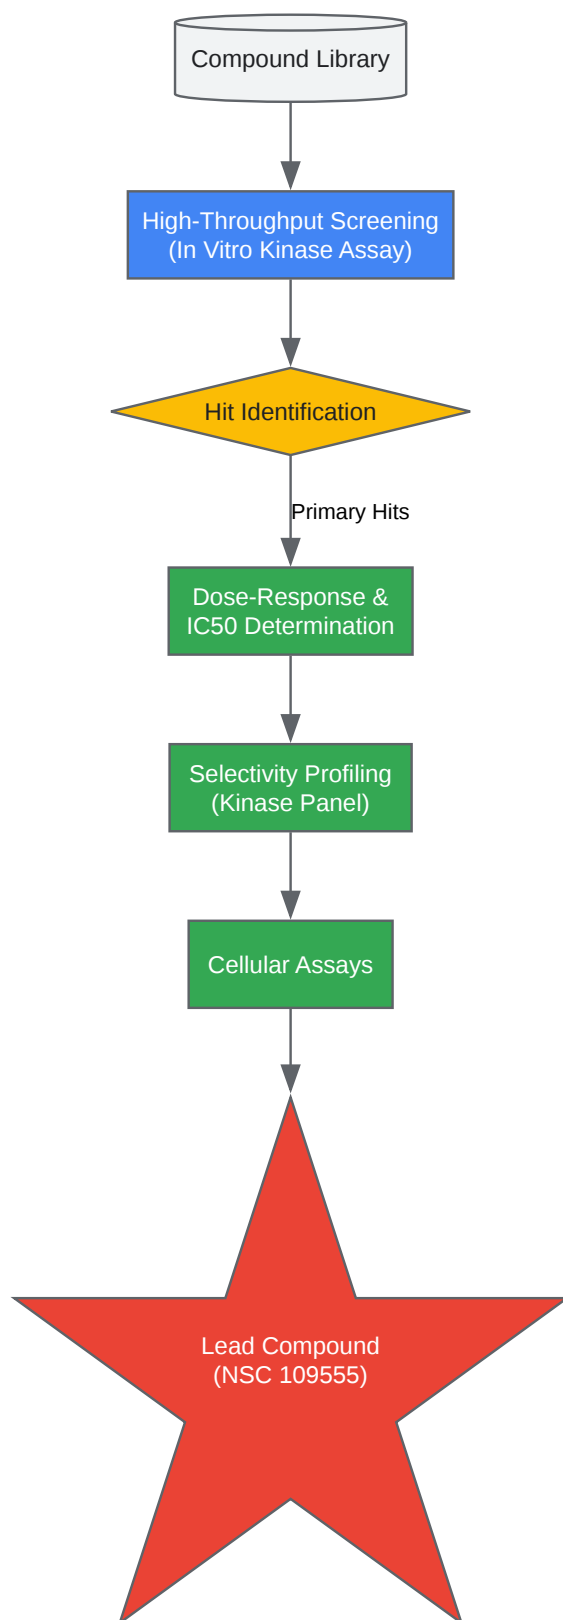 Compound Library
High-Throughput Screening
(In Vitro Kinase Assay)
Hit Identification
Primary Hits
Dose-Response &
IC50 Determination
Selectivity Profiling
(Kinase Panel)
Cellular Assays
Lead Compound
(NSC 109555)